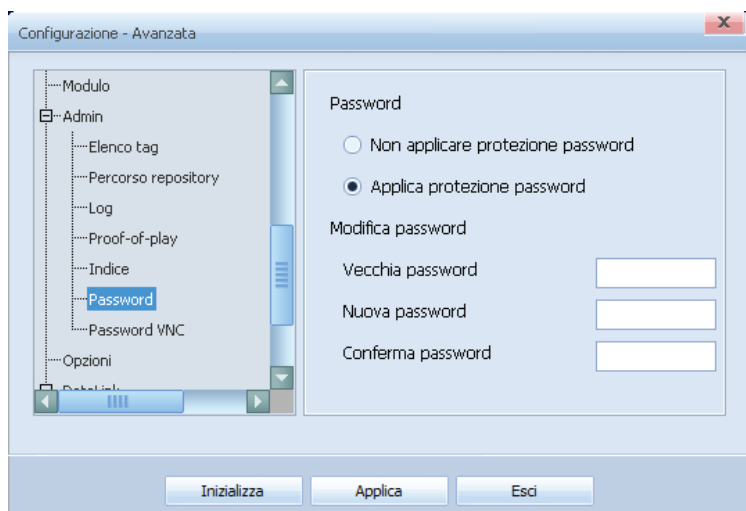 Configurazione - Avanzata
Modulo
Admin
Elenco tag
Percorso repository
Log
Proof-of-play
Indice
Password
Password VNC
Opzioni
DataLink
Password
Non applicare protezione password
Applica protezione password
Modifica password
Vecchia password
Nuova password
Conferma password
Inizializza
Applica
Esci